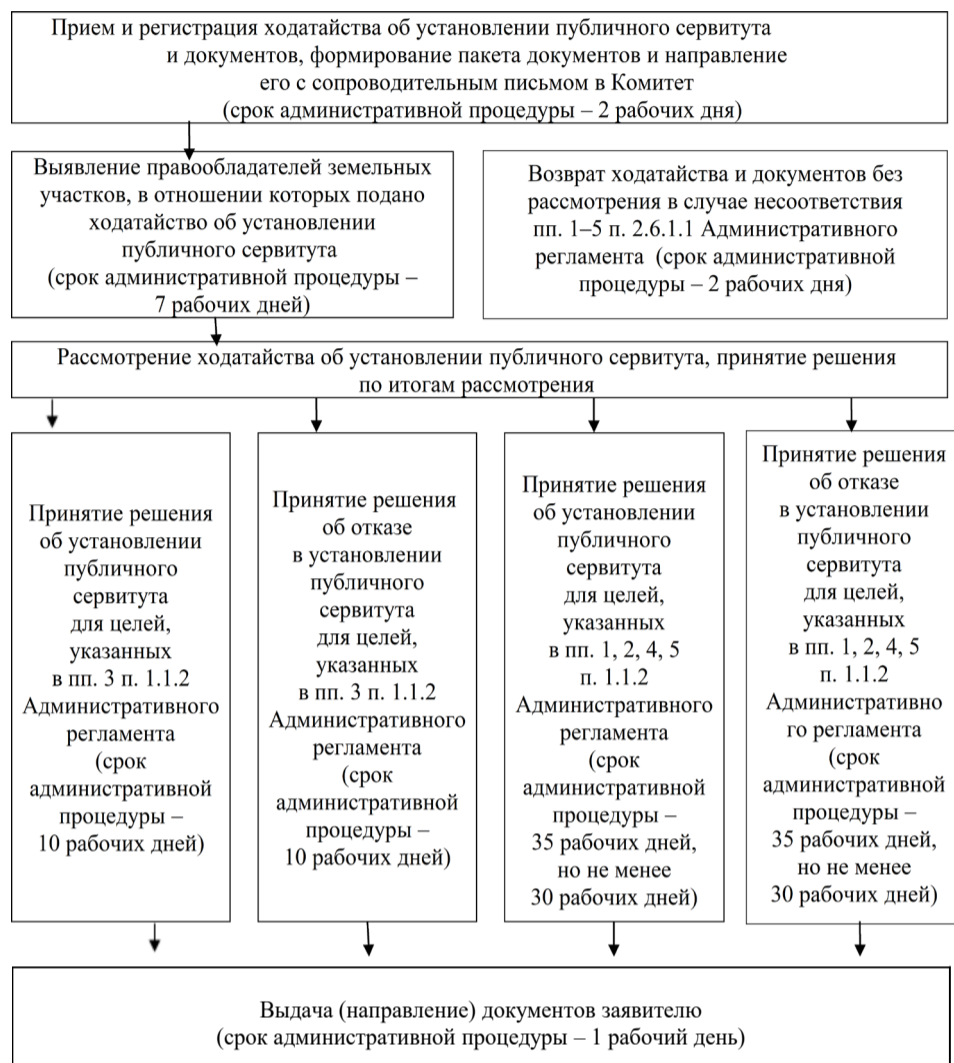 Прием и регистрация ходатайства об установлении публичного сервитута
и документов, формирование пакета документов и направление
его с сопроводительным письмом в Комитет
(срок административной процедуры – 2 рабочих дня)
Выявление правообладателей земельных
участков, в отношении которых подано
ходатайство об установлении
публичного сервитута
(срок административной процедуры –
7 рабочих дней)
Возврат ходатайства и документов без
рассмотрения в случае несоответствия
пп. 1–5 п. 2.6.1.1 Административного
регламента (срок административной
процедуры – 2 рабочих дня)
Рассмотрение ходатайства об установлении публичного сервитута, принятие решения
по итогам рассмотрения
Принятие решения
об установлении
публичного
сервитута
для целей,
указанных
в пп. 3 п. 1.1.2
Административного
регламента
(срок
административной
процедуры –
10 рабочих дней)
Принятие решения
об отказе
в установлении
публичного
сервитута
для целей,
указанных
в пп. 3 п. 1.1.2
Административного
регламента
(срок
административной
процедуры –
10 рабочих дней)
Принятие решения
об установлении
публичного
сервитута
для целей,
указанных
в пп. 1, 2, 4, 5
п. 1.1.2
Административного
регламента
(срок
административной
процедуры –
35 рабочих дней,
но не менее
30 рабочих дней)
Принятие решения
об отказе
в установлении
публичного
сервитута
для целей,
указанных
в пп. 1, 2, 4, 5
п. 1.1.2
Административно
го регламента
(срок
административной
процедуры –
35 рабочих дней,
но не менее
30 рабочих дней)
Выдача (направление) документов заявителю
(срок административной процедуры – 1 рабочий день)